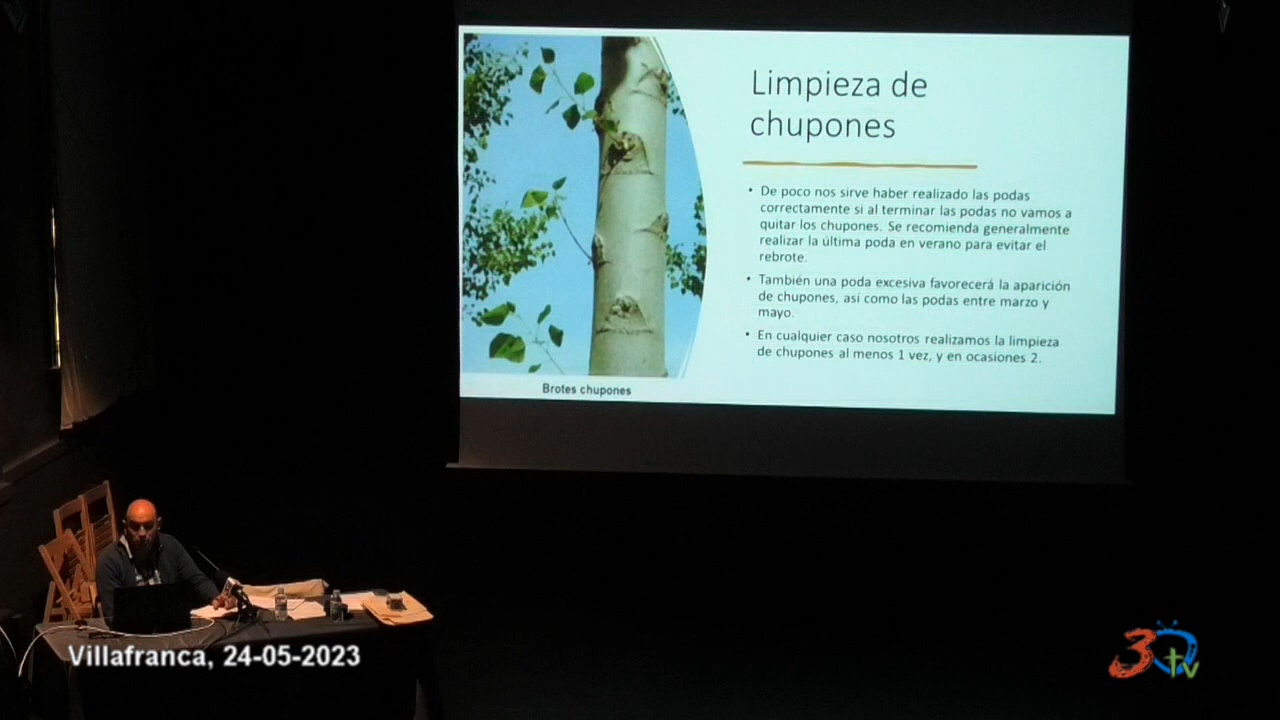 Limpieza de
chupones
• De poco nos sirve haber realizado las podas
correctamente si al terminar las podas no vamos a
quitar los chupones. Se recomienda generalmente
realizar la última poda en verano para evitar el
rebrote.
• También una poda excesiva favorecerá la aparición
de chupones, así como las podas entre marzo y
mayo.
• En cualquier caso nosotros realizamos la limpieza
de chupones al menos 1 vez, y en ocasiones 2.
Brotes chupones
Villafranca, 24-05-2023
3 tv